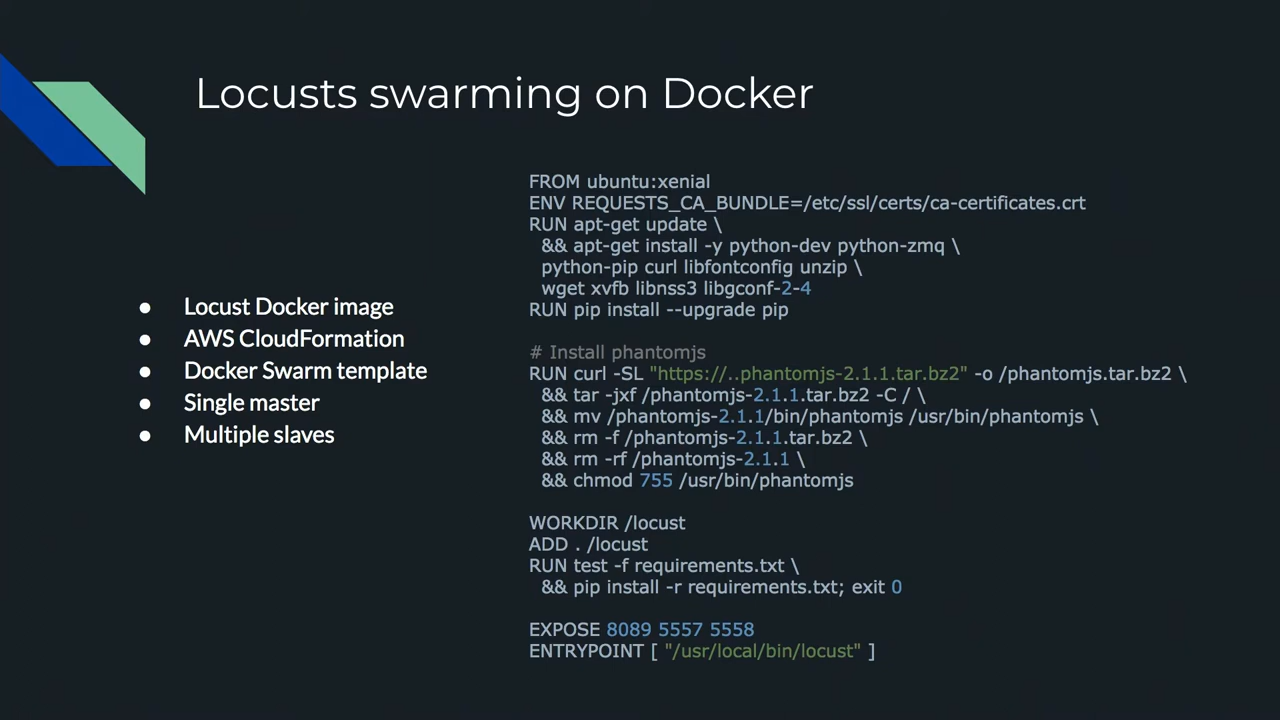 Locusts swarming on Docker
● Locust Docker image
● AWS CloudFormation
● Docker Swarm template
● Single master
● Multiple slaves
FROM ubuntu:xenial
ENV REQUESTS_CA_BUNDLE=/etc/ssl/certs/ca-certificates.crt
RUN apt-get update \
  && apt-get install -y python-dev python-zmq \
  python-pip curl libfontconfig unzip \
  wget xvfb libnss3 libgconf-2-4
RUN pip install --upgrade pip
# Install phantomjs
RUN curl -SL "https://..phantomjs-2.1.1.tar.bz2" -o /phantomjs.tar.bz2 \
  && tar -jxf /phantomjs-2.1.1.tar.bz2 -C / \
  && mv /phantomjs-2.1.1/bin/phantomjs /usr/bin/phantomjs \
  && rm -f /phantomjs-2.1.1.tar.bz2 \
  && rm -rf /phantomjs-2.1.1 \
  && chmod 755 /usr/bin/phantomjs
WORKDIR /locust
ADD . /locust
RUN test -f requirements.txt \
  && pip install -r requirements.txt; exit 0
EXPOSE 8089 5557 5558
ENTRYPOINT [ "/usr/local/bin/locust" ]